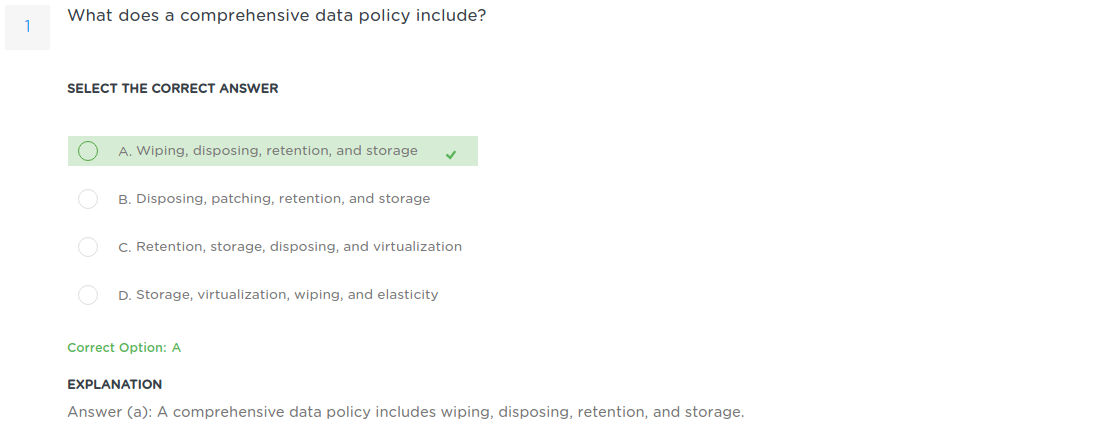 1
What does a comprehensive data policy include?
SELECT THE CORRECT ANSWER
A. Wiping, disposing, retention, and storage
B. Disposing, patching, retention, and storage
C. Retention, storage, disposing, and virtualization
D. Storage, virtualization, wiping, and elasticity
Correct Option: A
EXPLANATION
Answer (a): A comprehensive data policy includes wiping, disposing, retention, and storage.